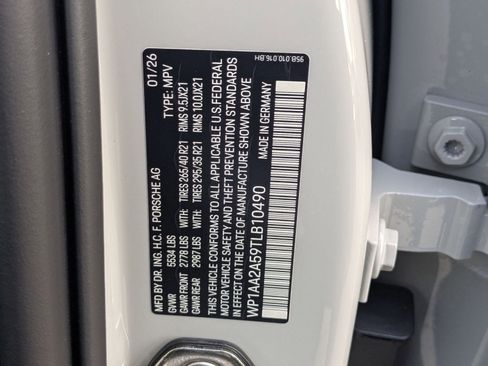 MFD BY DR. ING. H.C. F. PORSCHE AG 01/26
GVWR 5534 LBS TYPE: MPV
GAWR FRONT 2778 LBS WITH: TIRES 265/40 R21 RIMS 9.5JX21
GAWR REAR 2987 LBS WITH: TIRES 295/35 R21 RIMS 10.0JX21
THIS VEHICLE CONFORMS TO ALL APPLICABLE U.S. FEDERAL
MOTOR VEHICLE SAFETY AND THEFT PREVENTION STANDARDS
IN EFFECT ON THE DATE OF MANUFACTURE SHOWN ABOVE
WP1AA2A59TLB10490 MADE IN GERMANY
958.010.016.BH